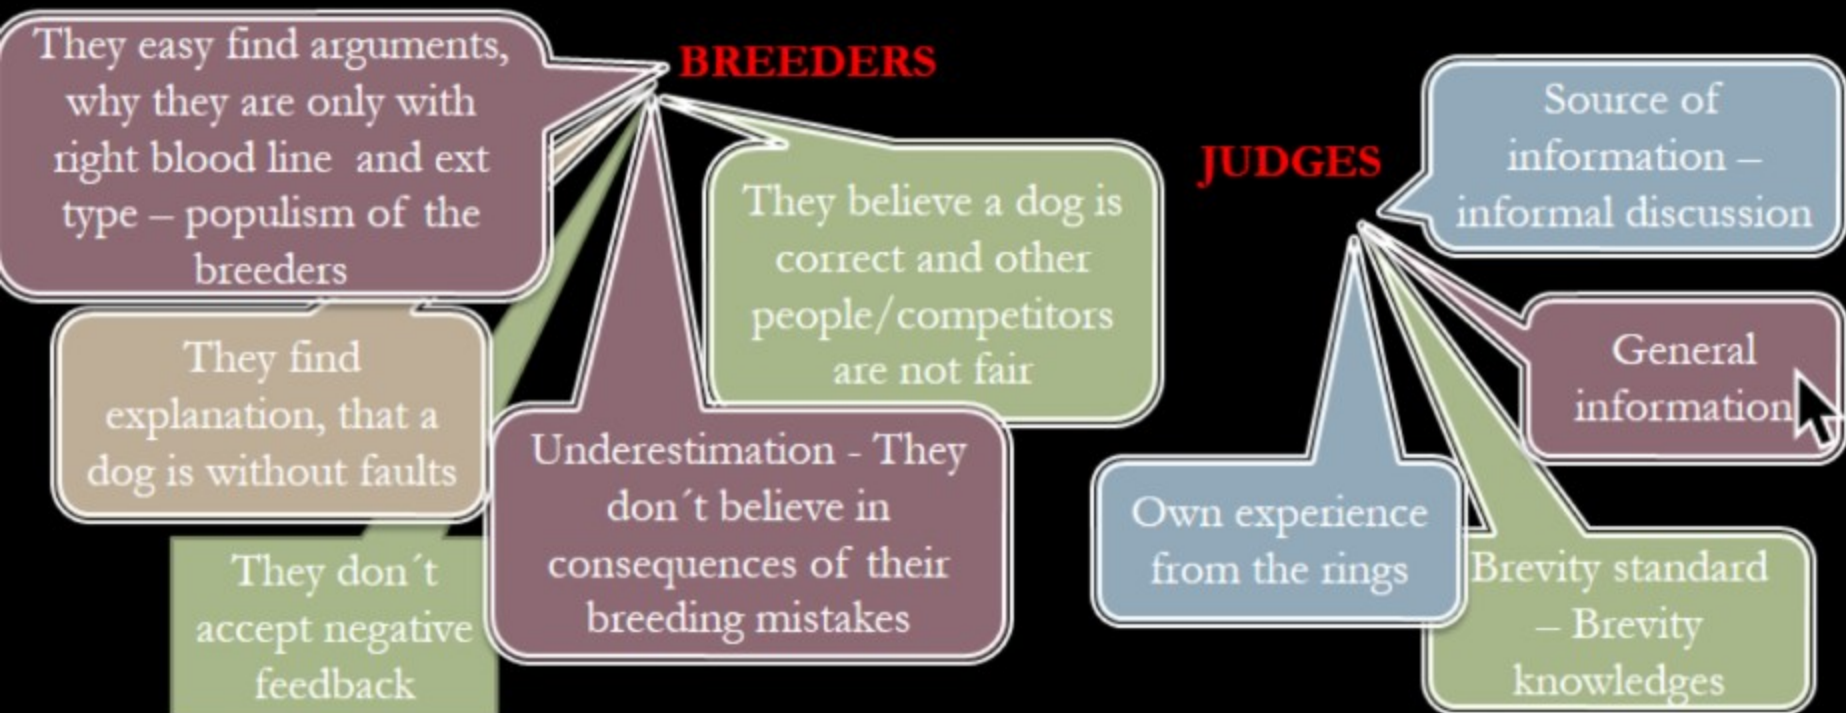 They easy find arguments,
why they are only with
right blood line and ext
type – populism of the
breeders
BREEDERS
They believe a dog is
correct and other
people/competitors
are not fair
They find
explanation, that a
dog is without faults
Underestimation - They
don´t believe in
consequences of their
breeding mistakes
They don´t
accept negative
feedback
JUDGES
Source of
information –
informal discussion
General
information
Own experience
from the rings
Brevity standard
– Brevity
knowledges